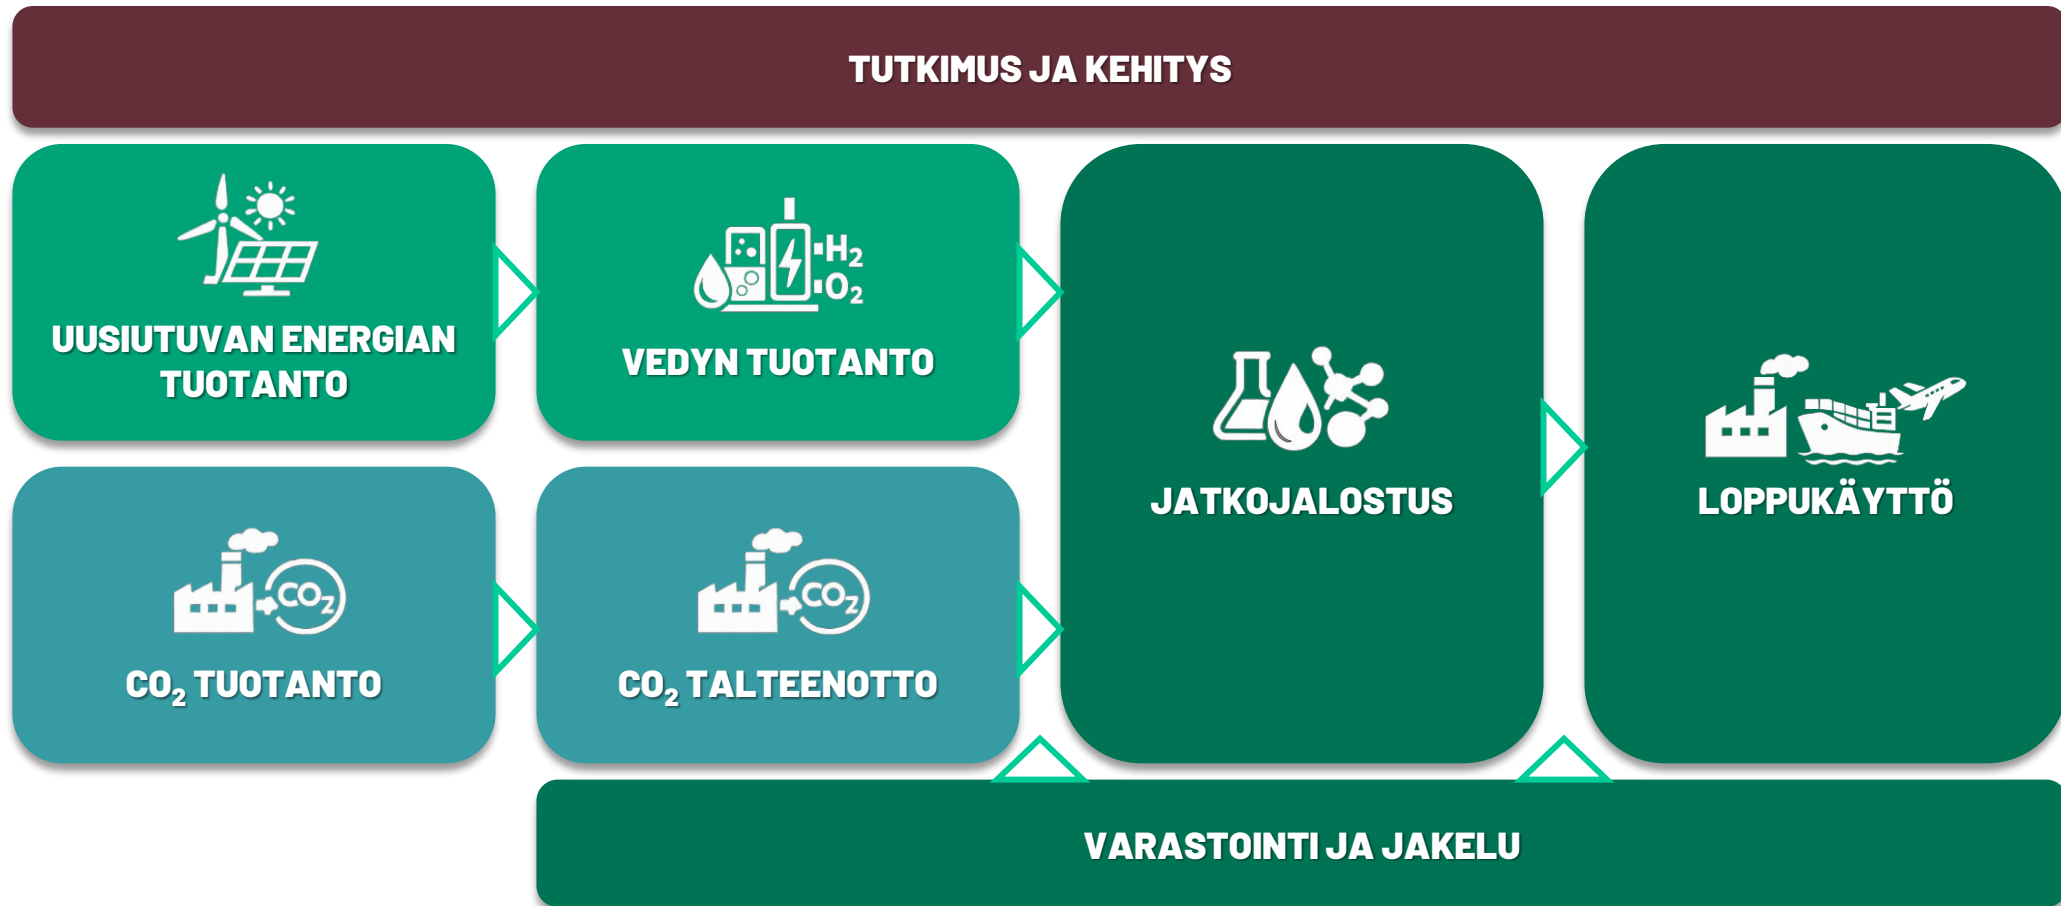 TUTKIMUS JA KEHITYS
H₂
O₂
UUSIUTUVAN ENERGIAN
TUOTANTO
VEDYN TUOTANTO
JATKOJALOSTUS
LOPPUKÄYTTÖ
CO₂
CO₂ TUOTANTO
CO₂
CO₂ TALTEENOTTO
VARASTOINTI JA JAKELU